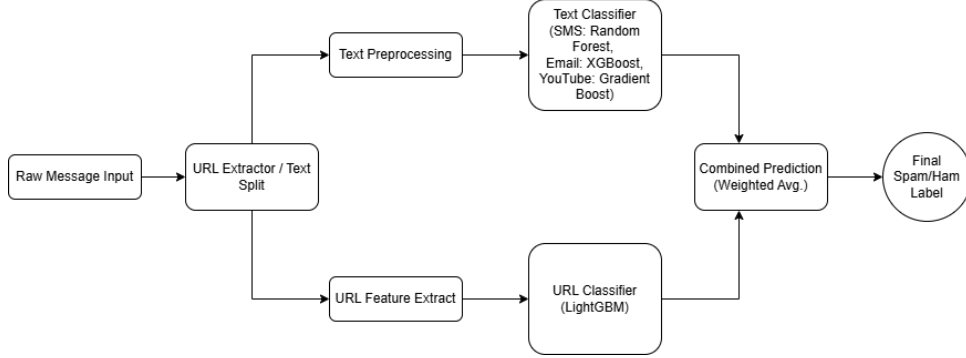 Raw Message Input
URL Extractor / Text
Split
Text Preprocessing
Text Classifier
(SMS: Random
Forest,
Email: XGBoost,
YouTube: Gradient
Boost)
URL Feature Extract
URL Classifier
(LightGBM)
Combined Prediction
(Weighted Avg.)
Final
Spam/Ham
Label